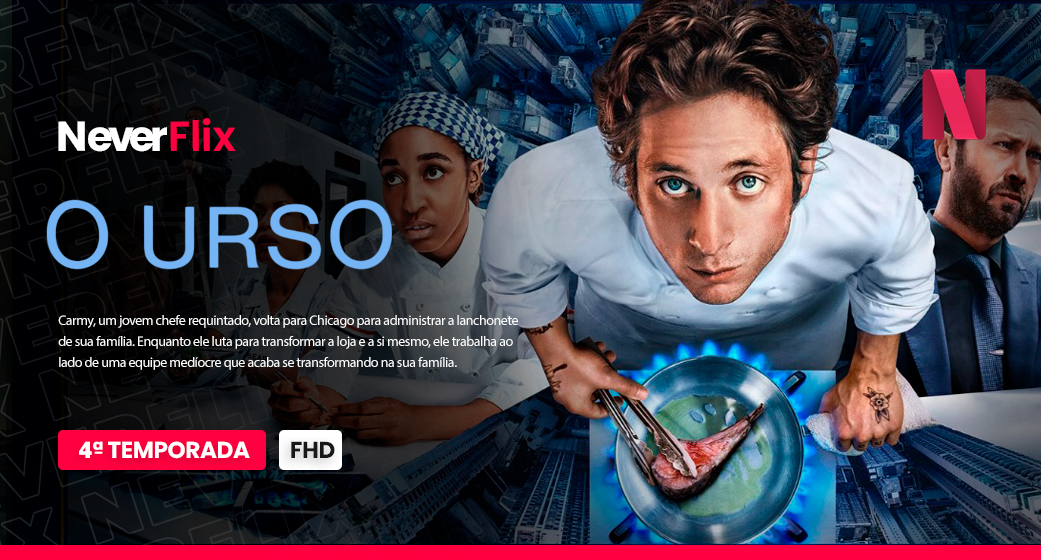 NeverFlix
N
O URSO
Carmy, um jovem chefe requintado, volta para Chicago para administrar a lanchonete
de sua família. Enquanto ele luta para transformar a loja e a si mesmo, ele trabalha ao
lado de uma equipe medíocre que acaba se transformando na sua família.
4ª TEMPORADA
FHD